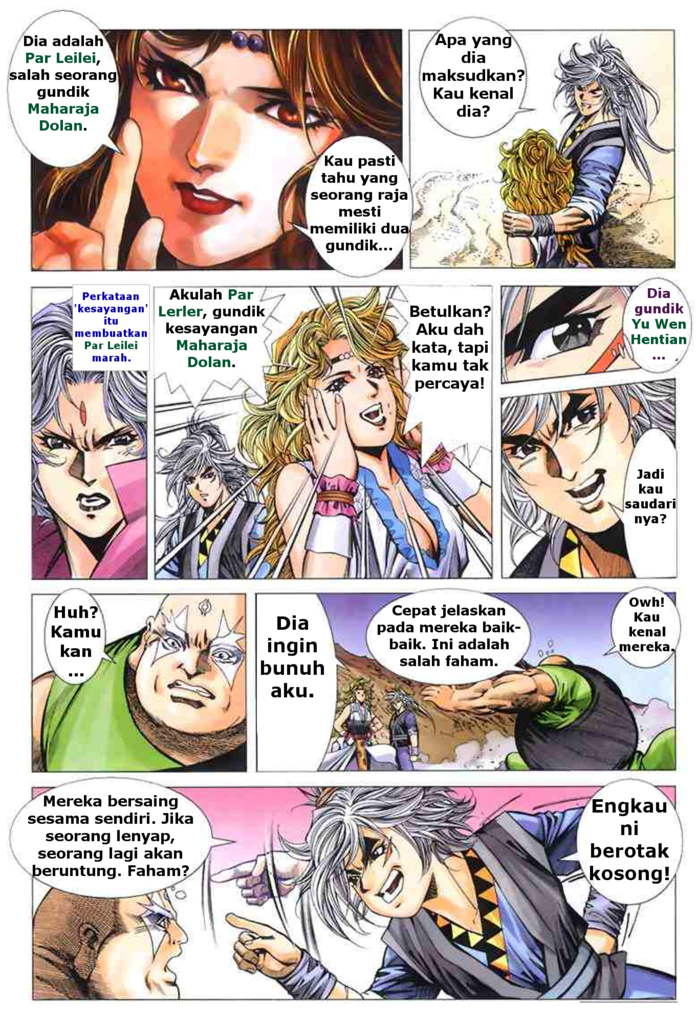 Dia adalah
Par Leilei,
salah seorang
gundik
Maharaja
Dolan.
Kau pasti
tahu yang
seorang raja
mesti
memiliki dua
gundik...
Apa yang
dia
maksudkan?
Kau kenal
dia?
Perkataan
'kesayangan'
itu
membuatkan
Par Leilei
marah.
Akulah Par
Lerler, gundik
kesayangan
Maharaja
Dolan.
Betulkan?
Aku dah
kata, tapi
kamu tak
percaya!
Dia
gundik
Yu Wen
Hentian
...
Jadi
kau
saudari
nya?
Huh?
Kamu
kan
...
Dia
ingin
bunuh
aku.
Cepat jelaskan
pada mereka baik-
baik. Ini adalah
salah faham.
Owh!
Kau
kenal
mereka.
Mereka bersaing
sesama sendiri. Jika
seorang lenyap,
seorang lagi akan
beruntung. Faham?
Engkau
ni
berotak
kosong!